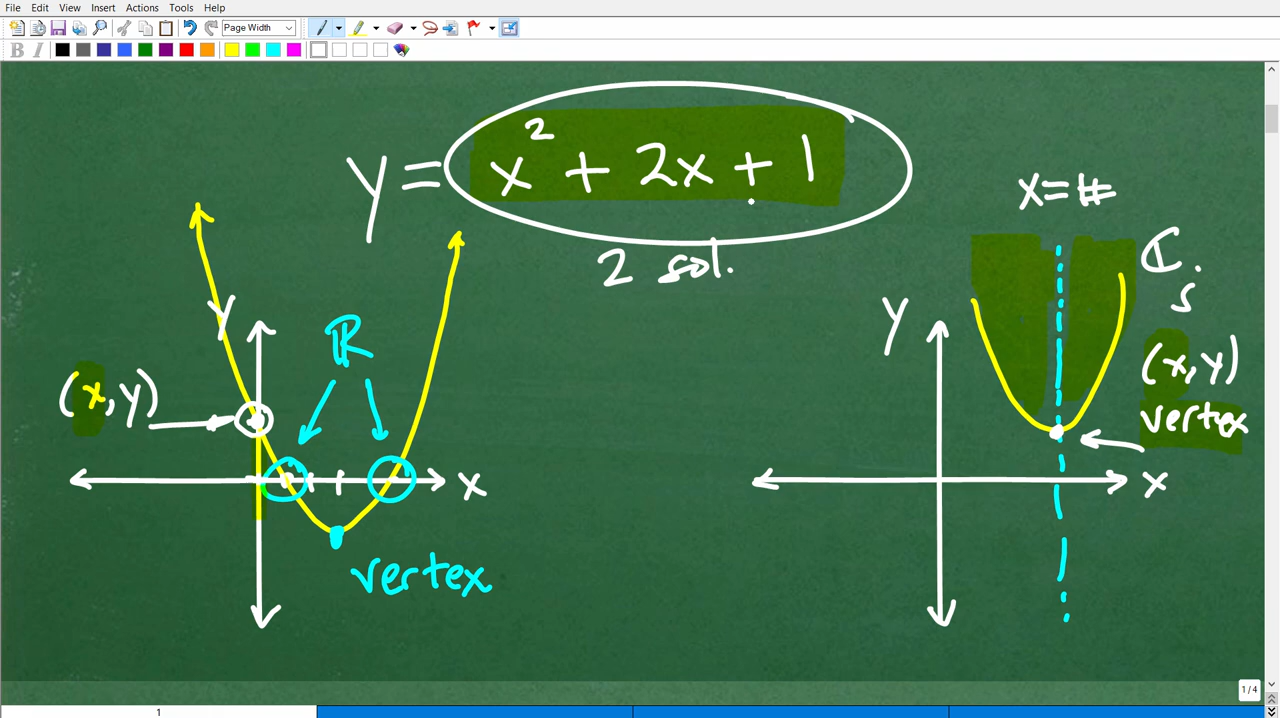 File Edit View Insert Actions Tools Help
Page Width
B I
y = x² + 2x + 1
2 sol.
x = #
ℂ.
s
y
ℝ
(x, y)
x
vertex
y
(x, y)
vertex
x
1 / 4
1